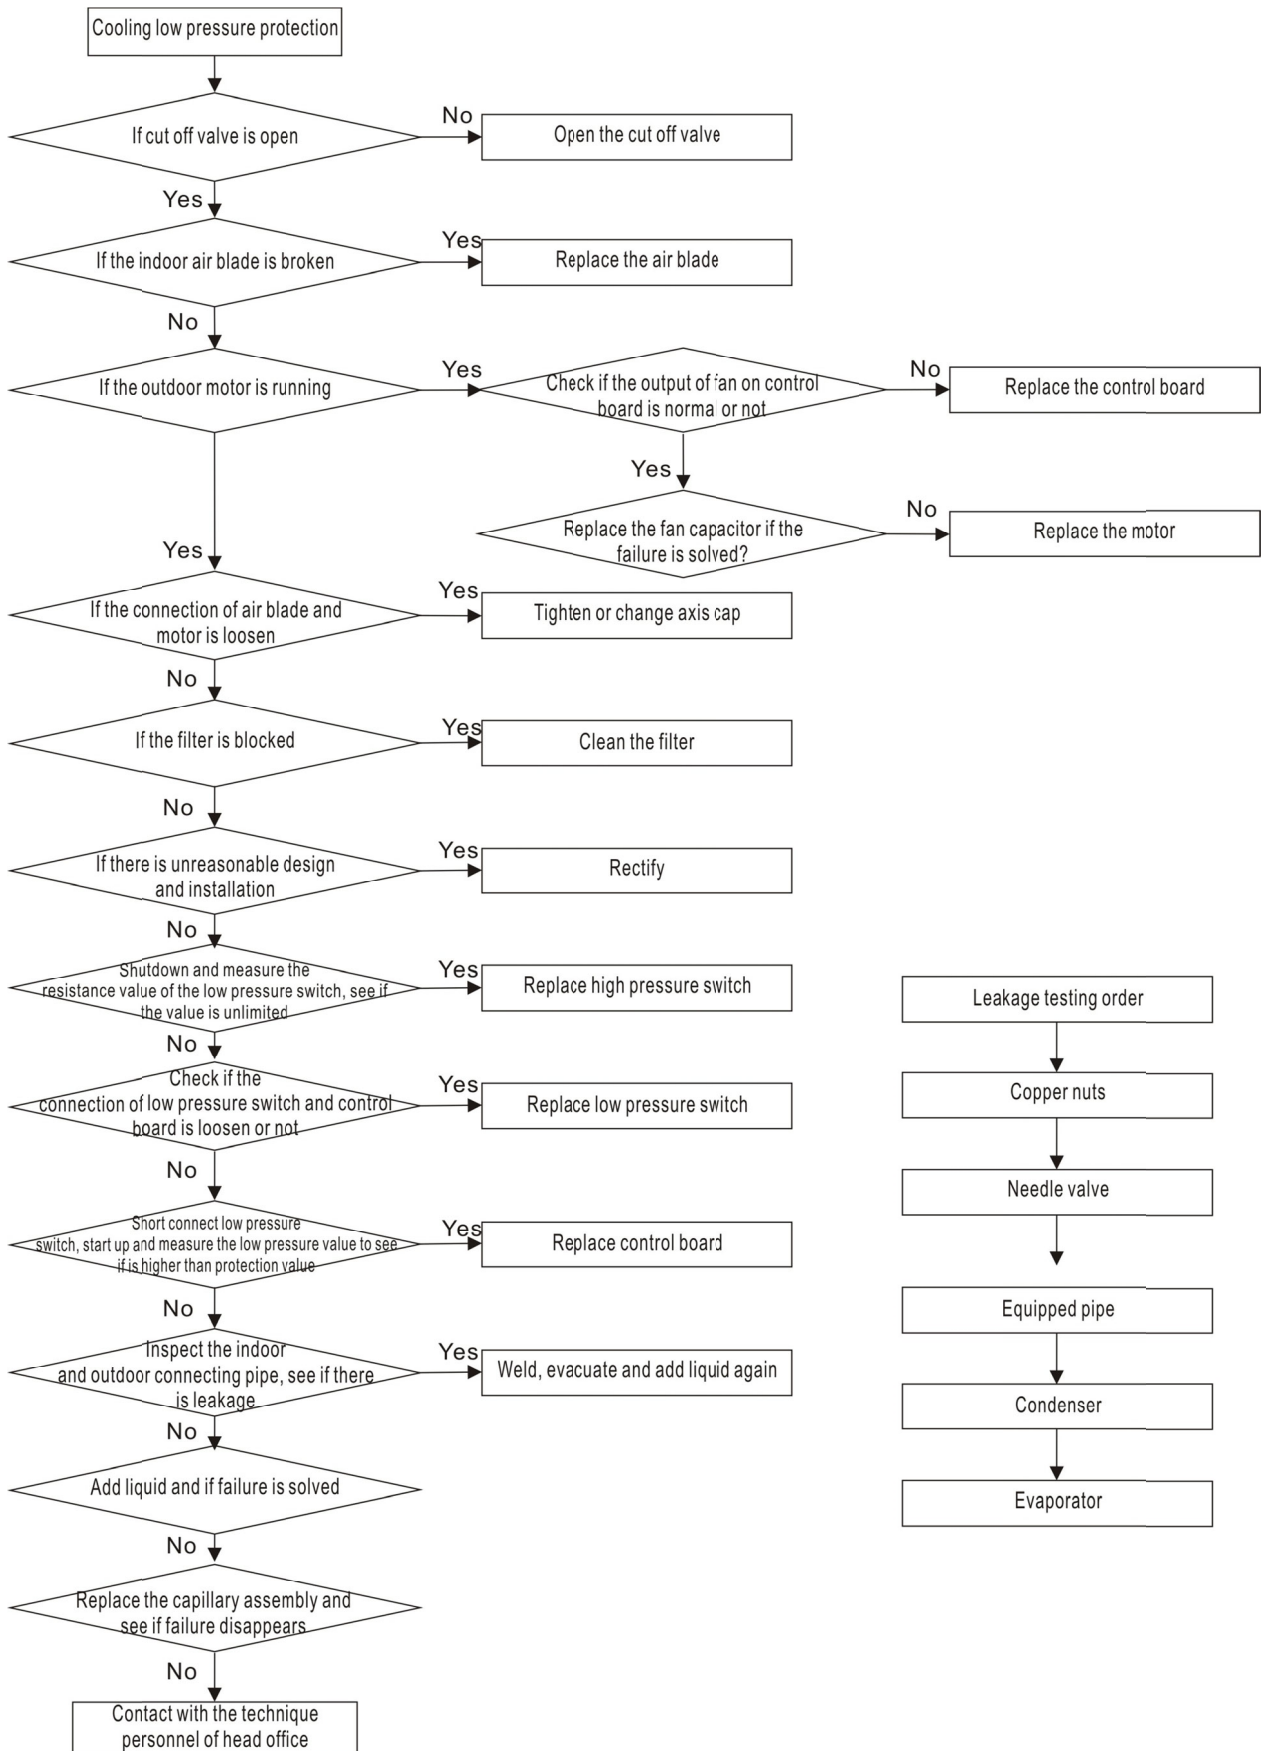 Cooling low pressure protection
If cut off valve is open
No
Open the cut off valve
Yes
If the indoor air blade is broken
Yes
Replace the air blade
No
If the outdoor motor is running
Yes
Check if the output of fan on control
board is normal or not
No
Replace the control board
Yes
Replace the fan capacitor if the
failure is solved?
No
Replace the motor
Yes
If the connection of air blade and
motor is loosen
Yes
Tighten or change axis cap
No
If the filter is blocked
Yes
Clean the filter
No
If there is unreasonable design
and installation
Yes
Rectify
No
Shutdown and measure the
resistance value of the low pressure switch, see if
the value is unlimited
Yes
Replace high pressure switch
No
Check if the
connection of low pressure switch and control
board is loosen or not
Yes
Replace low pressure switch
No
Short connect low pressure
switch, start up and measure the low pressure value to see
if is higher than protection value
Yes
Replace control board
No
Inspect the indoor
and outdoor connecting pipe, see if there
is leakage
Yes
Weld, evacuate and add liquid again
No
Add liquid and if failure is solved
No
Replace the capillary assembly and
see if failure disappears
No
Contact with the technique
personnel of head office
Leakage testing order
Copper nuts
Needle valve
Equipped pipe
Condenser
Evaporator